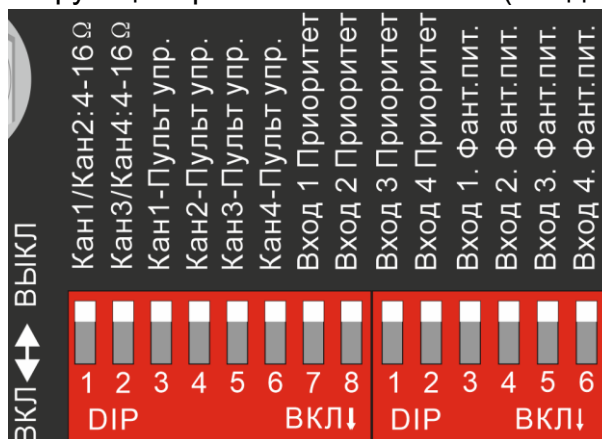 Кан1/Кан2:4-16Ω
Кан3/Кан4:4-16Ω
Кан1-Пульт упр.
Кан2-Пульт упр.
Кан3-Пульт упр.
Кан4-Пульт упр.
Вход 1 Приоритет
Вход 2 Приоритет
Вход 3 Приоритет
Вход 4 Приоритет
Вход 1. Фант.пит.
Вход 2. Фант.пит.
Вход 3. Фант.пит.
Вход 4. Фант.пит.
ВКЛ ↔ ВЫКЛ
1 2 3 4 5 6 7 8 1 2 3 4 5 6
DIP ВКЛ↓ DIP ВКЛ↓